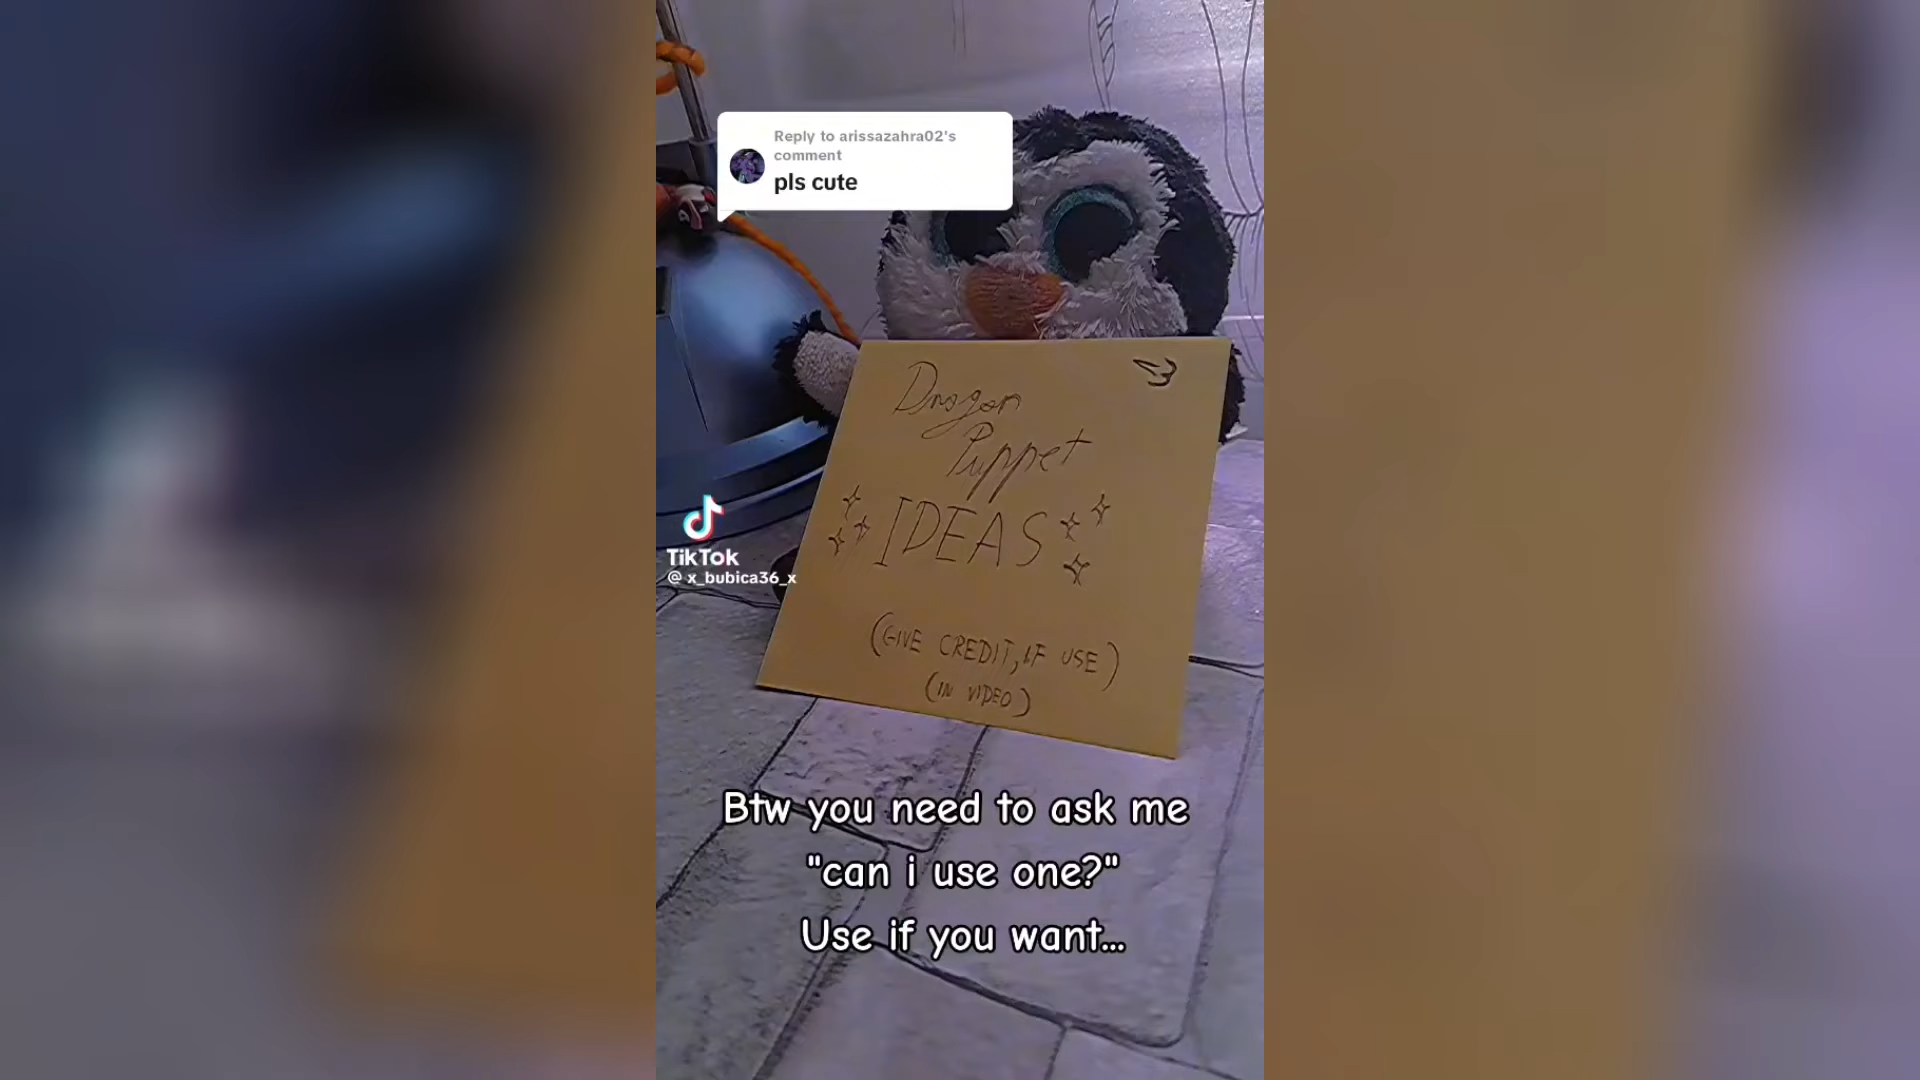 Reply to arissazahra02's
comment
pls cute
<3
Dragon
Puppet
IDEAS
(GIVE CREDIT, IF USE)
(IN VIDEO)
TikTok
@ x_bubica36_x
Btw you need to ask me
"can i use one?"
Use if you want...